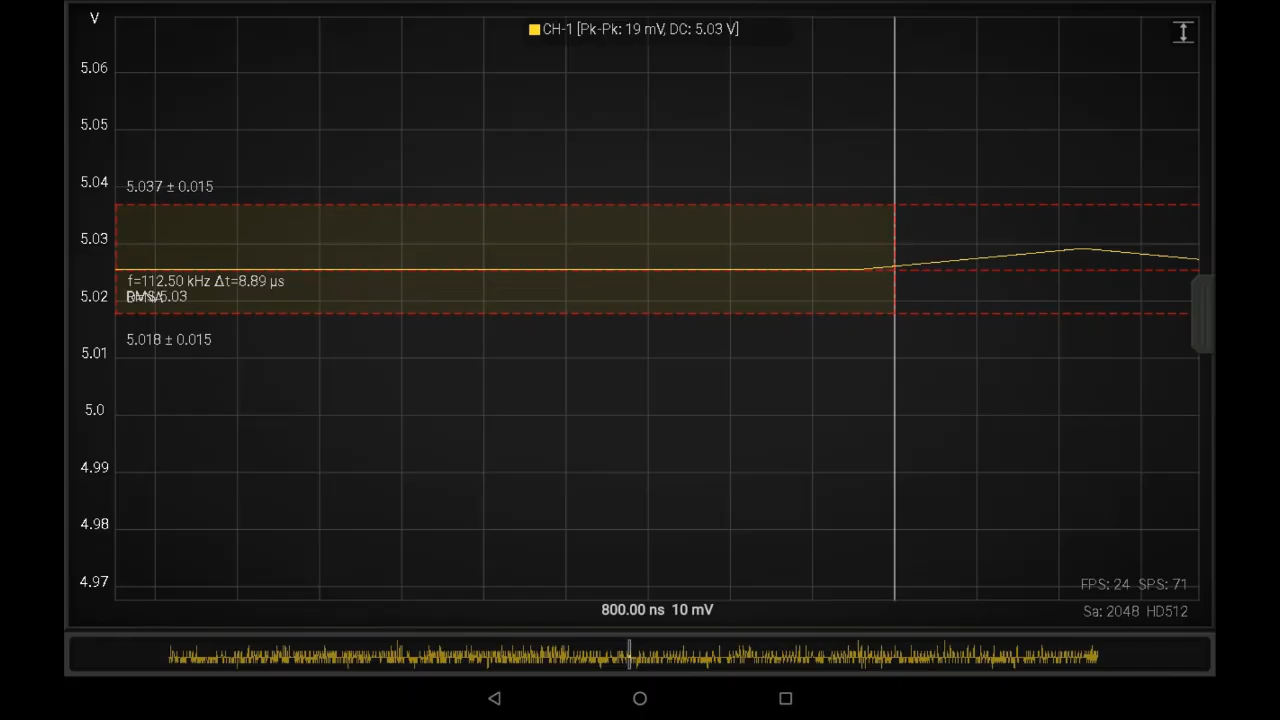 V
CH-1 [Pk-Pk: 19 mV, DC: 5.03 V]
5.06
5.05
5.04
5.037 ± 0.015
5.03
f=112.50 kHz Δt=8.89 µs
5.02
5.03
5.018 ± 0.015
5.01
5.0
4.99
4.98
4.97
FPS: 24 SPS: 71
800.00 ns 10 mV
Sa: 2048 HD512